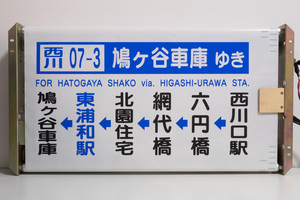 西川07-3 鳩ヶ谷車庫 ゆき
FOR HATOGAYA SHAKO via. HIGASHI-URAWA STA.
西川口駅
←
六円橋
←
網代橋
←
北園住宅
←
東浦和駅
←
鳩ヶ谷車庫